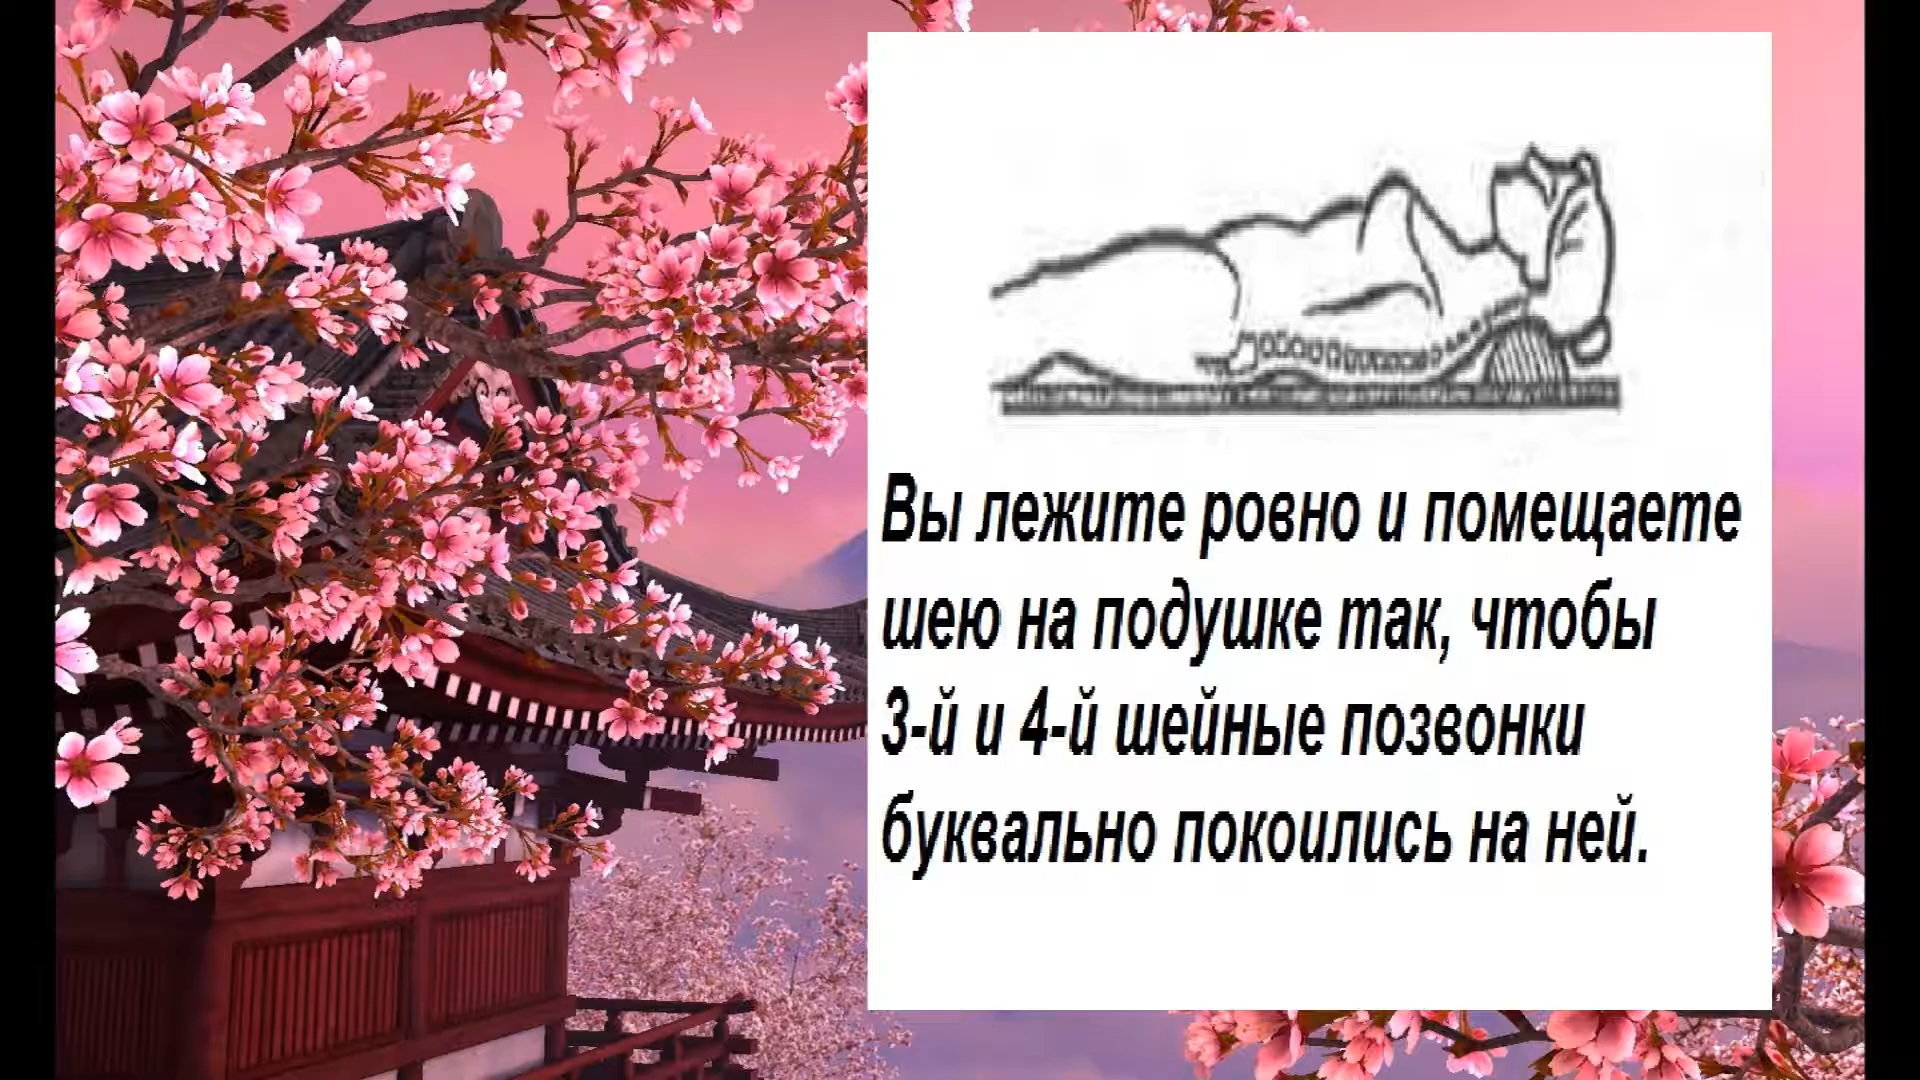 Вы лежите ровно и помещаете
шею на подушке так, чтобы
3-й и 4-й шейные позвонки
буквально покоились на ней.